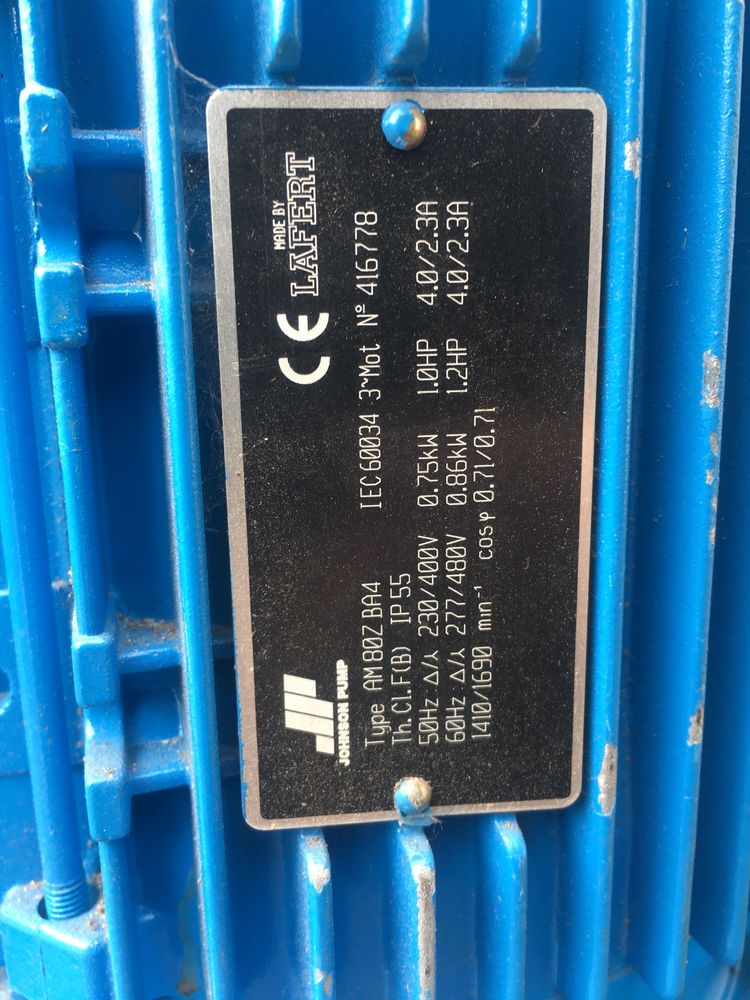 JOHNSON PUMP
CE
MADE BY
LAFERT
Type AM 80Z BA4 IEC 60034 3~Mot Nº 416778
Th.Cl.F(B) IP 55
50Hz Δ/⅄ 230/400V 0.75kW 1.0HP 4.0/2.3A
60Hz Δ/⅄ 277/480V 0.86kW 1.2HP 4.0/2.3A
1410/1690 min⁻¹ cos φ 0.71/0.71